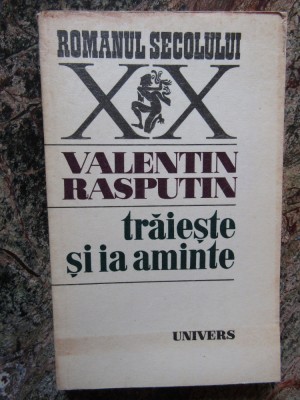 ROMANUL SECOLULUI
XX
VALENTIN
RASPUTIN
trăiește
și ia aminte
UNIVERS